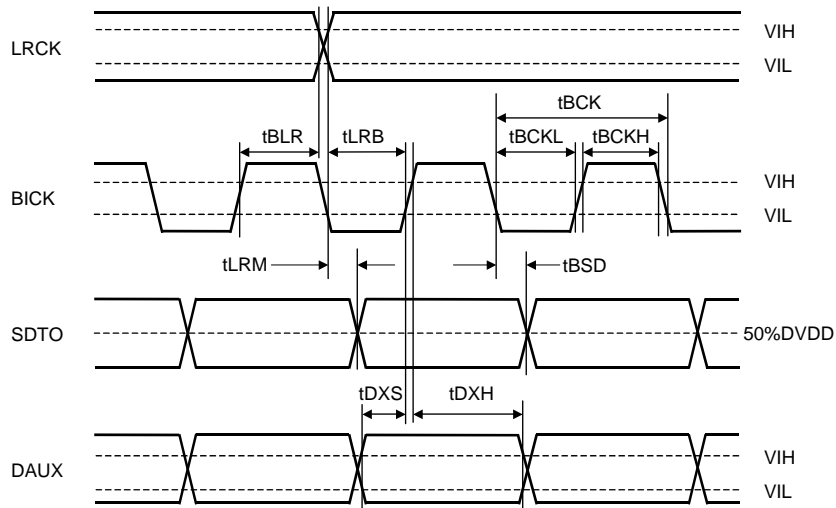 LRCK
VIH
VIL
tBCK
tBLR
tLRB
tBCKL
tBCKH
BICK
VIH
VIL
tLRM
tBSD
SDTO
50%DVDD
tDXS
tDXH
DAUX
VIH
VIL